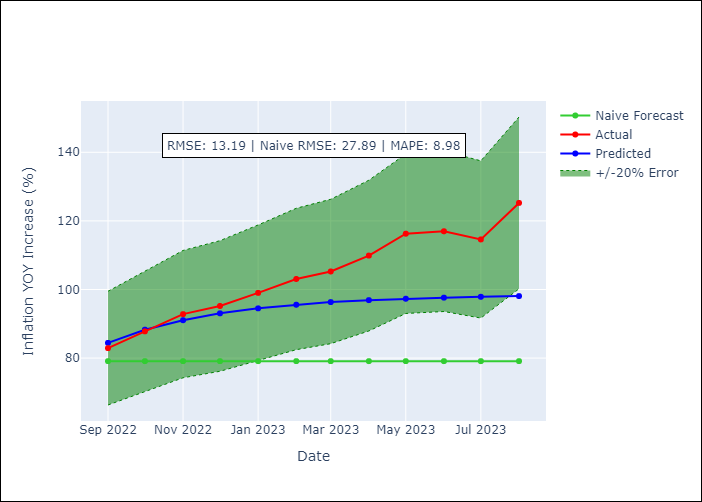 RMSE: 13.19 | Naive RMSE: 27.89 | MAPE: 8.98
Naive Forecast
Actual
Predicted
+/-20% Error
Inflation YOY Increase (%)
140
120
100
80
Sep 2022 Nov 2022 Jan 2023 Mar 2023 May 2023 Jul 2023
Date